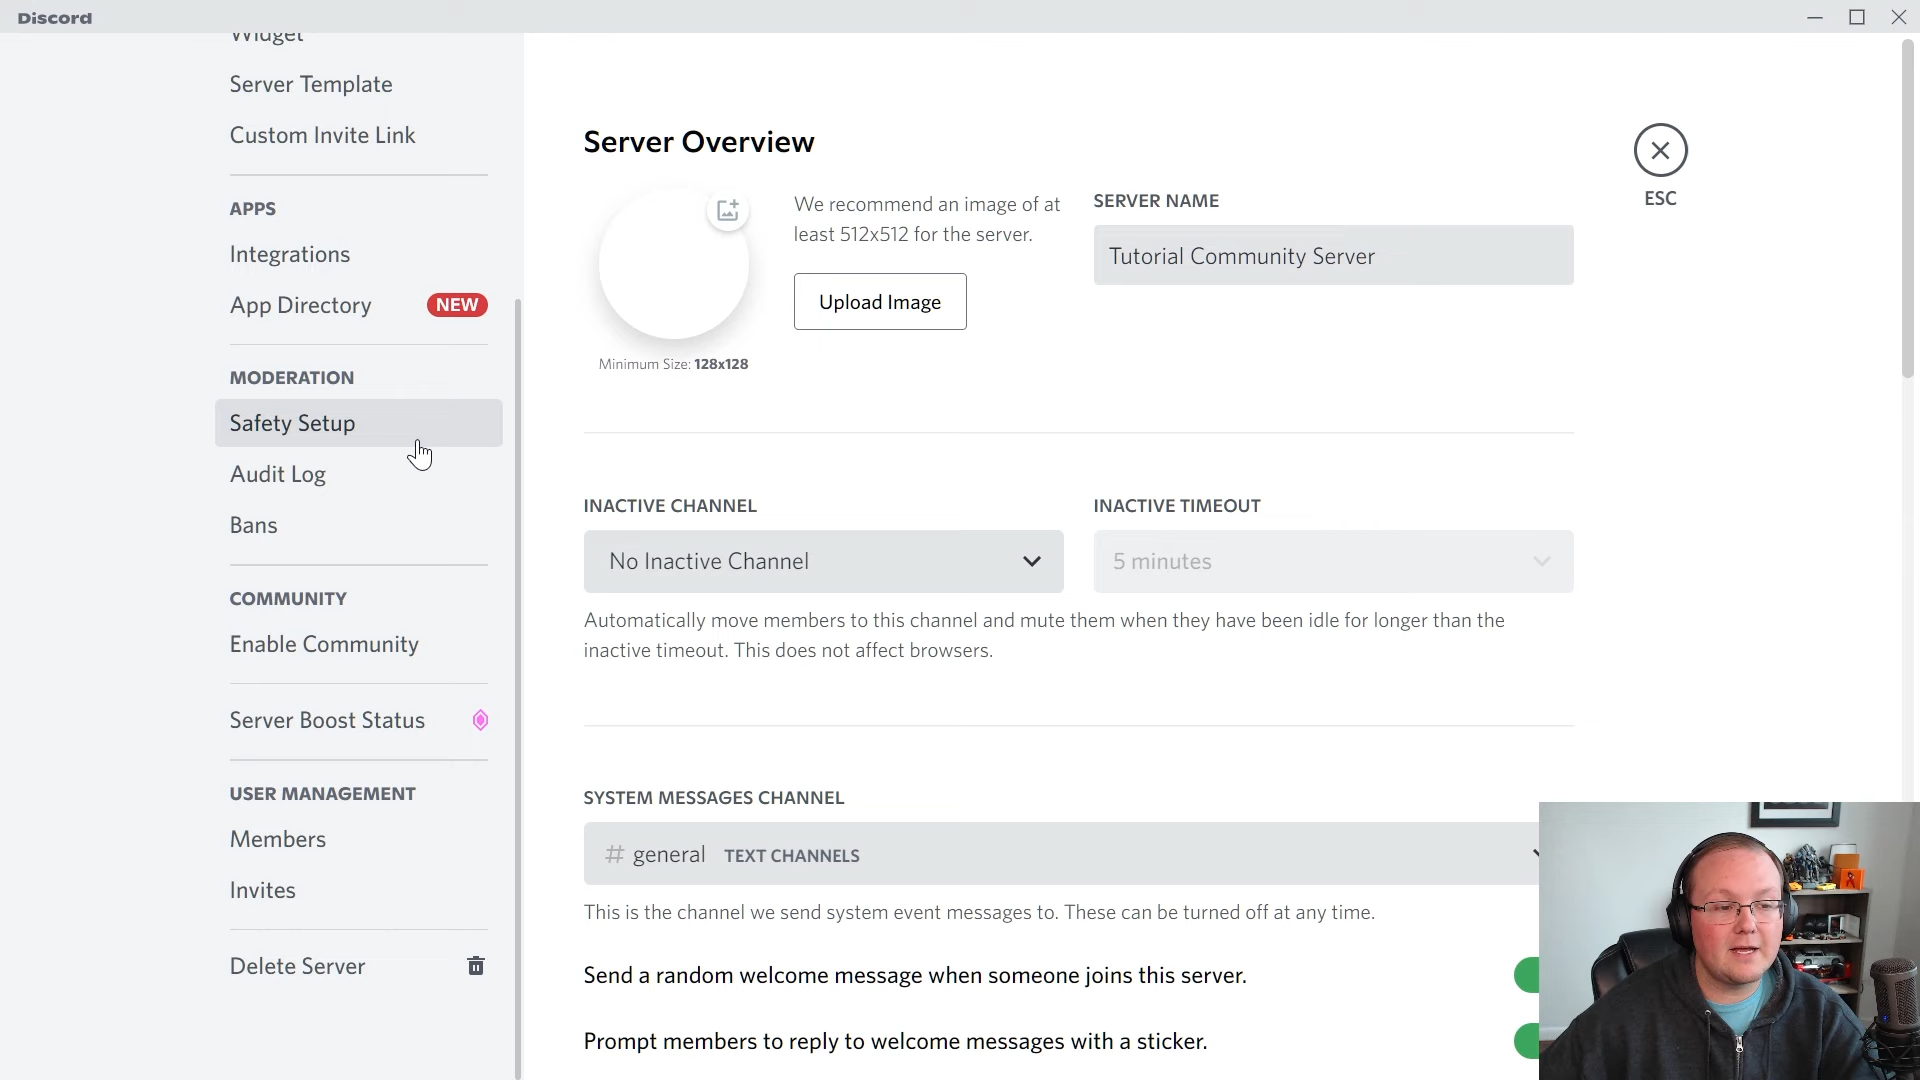 Discord
Widget
Server Template
Custom Invite Link
APPS
Integrations
App Directory NEW
MODERATION
Safety Setup
Audit Log
Bans
COMMUNITY
Enable Community
Server Boost Status
USER MANAGEMENT
Members
Invites
Delete Server
Server Overview
We recommend an image of at
least 512x512 for the server.
Upload Image
Minimum Size: 128x128
SERVER NAME
Tutorial Community Server
ESC
INACTIVE CHANNEL
No Inactive Channel
INACTIVE TIMEOUT
5 minutes
Automatically move members to this channel and mute them when they have been idle for longer than the
inactive timeout. This does not affect browsers.
SYSTEM MESSAGES CHANNEL
# general TEXT CHANNELS
This is the channel we send system event messages to. These can be turned off at any time.
Send a random welcome message when someone joins this server.
Prompt members to reply to welcome messages with a sticker.